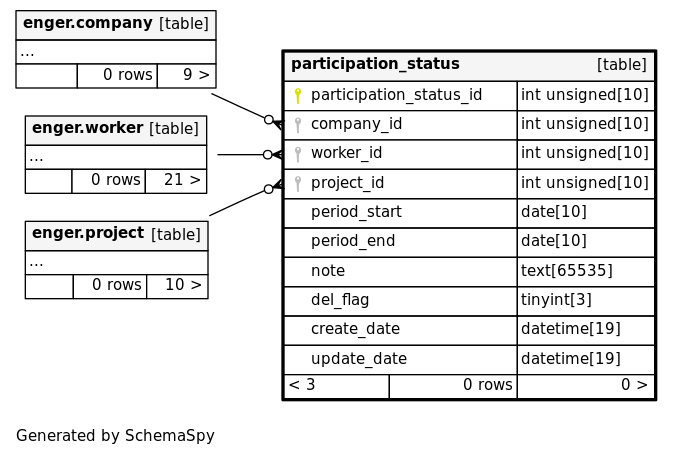 enger.company [table]
...
0 rows 9 >
enger.worker [table]
...
0 rows 21 >
enger.project [table]
...
0 rows 10 >
participation_status [table]
participation_status_id int unsigned[10]
company_id int unsigned[10]
worker_id int unsigned[10]
project_id int unsigned[10]
period_start date[10]
period_end date[10]
note text[65535]
del_flag tinyint[3]
create_date datetime[19]
update_date datetime[19]
< 3 0 rows 0 >
Generated by SchemaSpy